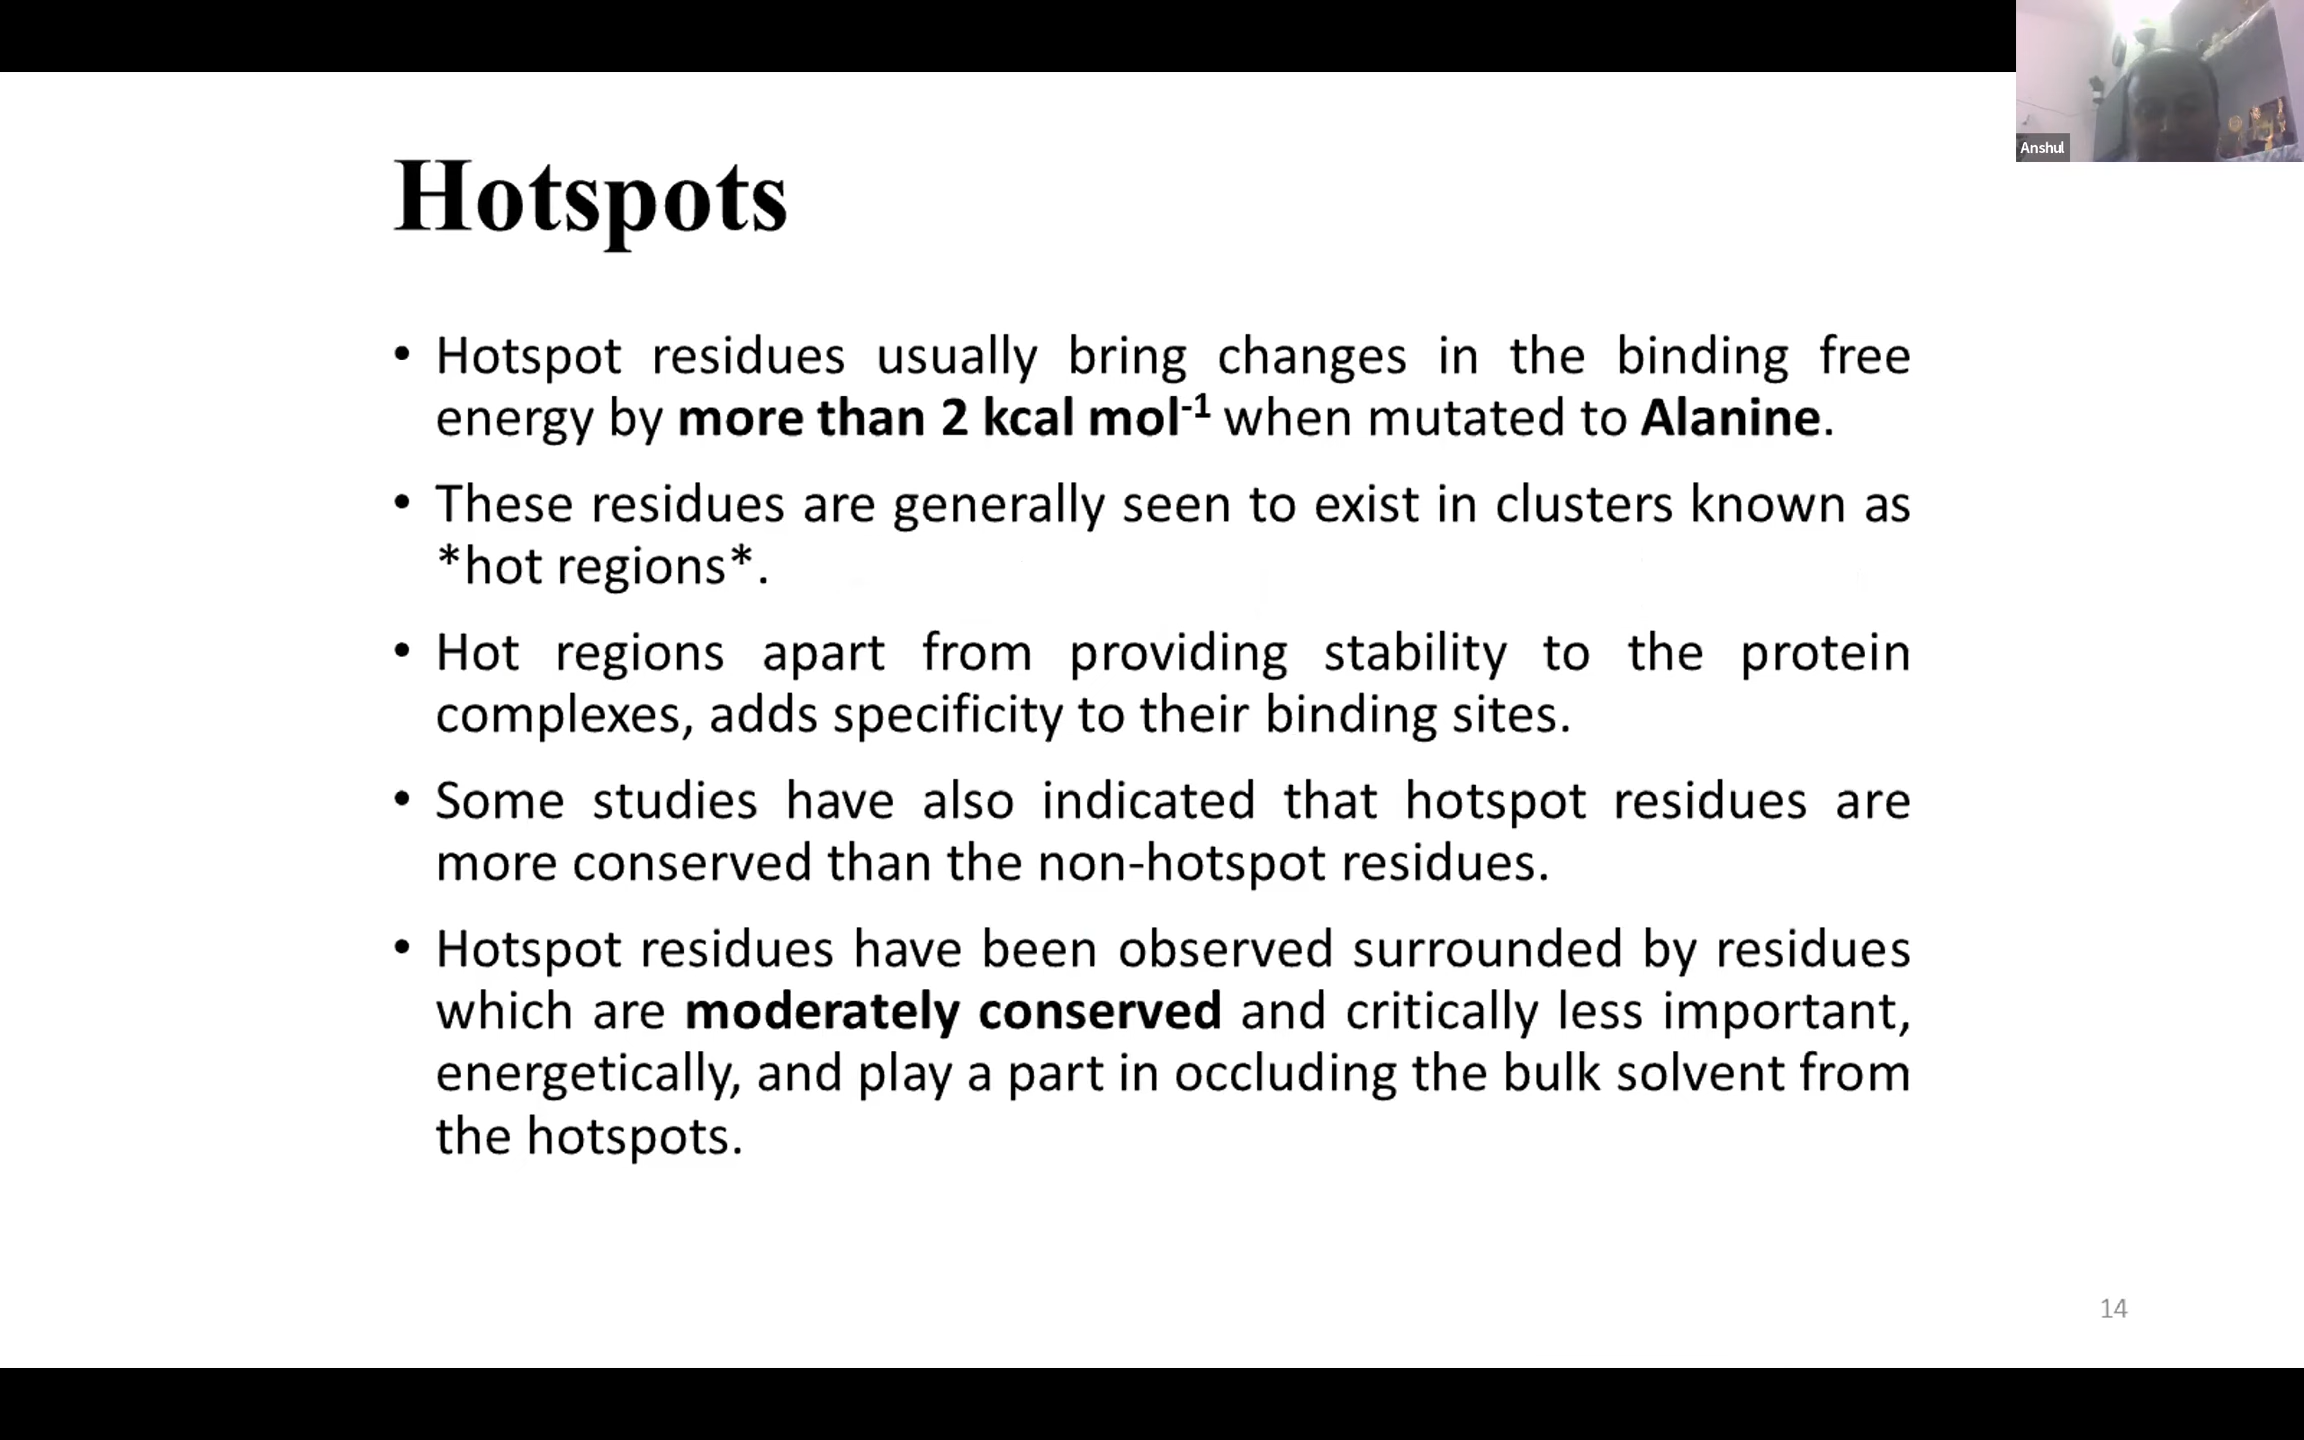 Anshul
Hotspots
• Hotspot residues usually bring changes in the binding free
energy by more than 2 kcal mol⁻¹ when mutated to Alanine.
• These residues are generally seen to exist in clusters known as
*hot regions*.
• Hot regions apart from providing stability to the protein
complexes, adds specificity to their binding sites.
• Some studies have also indicated that hotspot residues are
more conserved than the non-hotspot residues.
• Hotspot residues have been observed surrounded by residues
which are moderately conserved and critically less important,
energetically, and play a part in occluding the bulk solvent from
the hotspots.
14